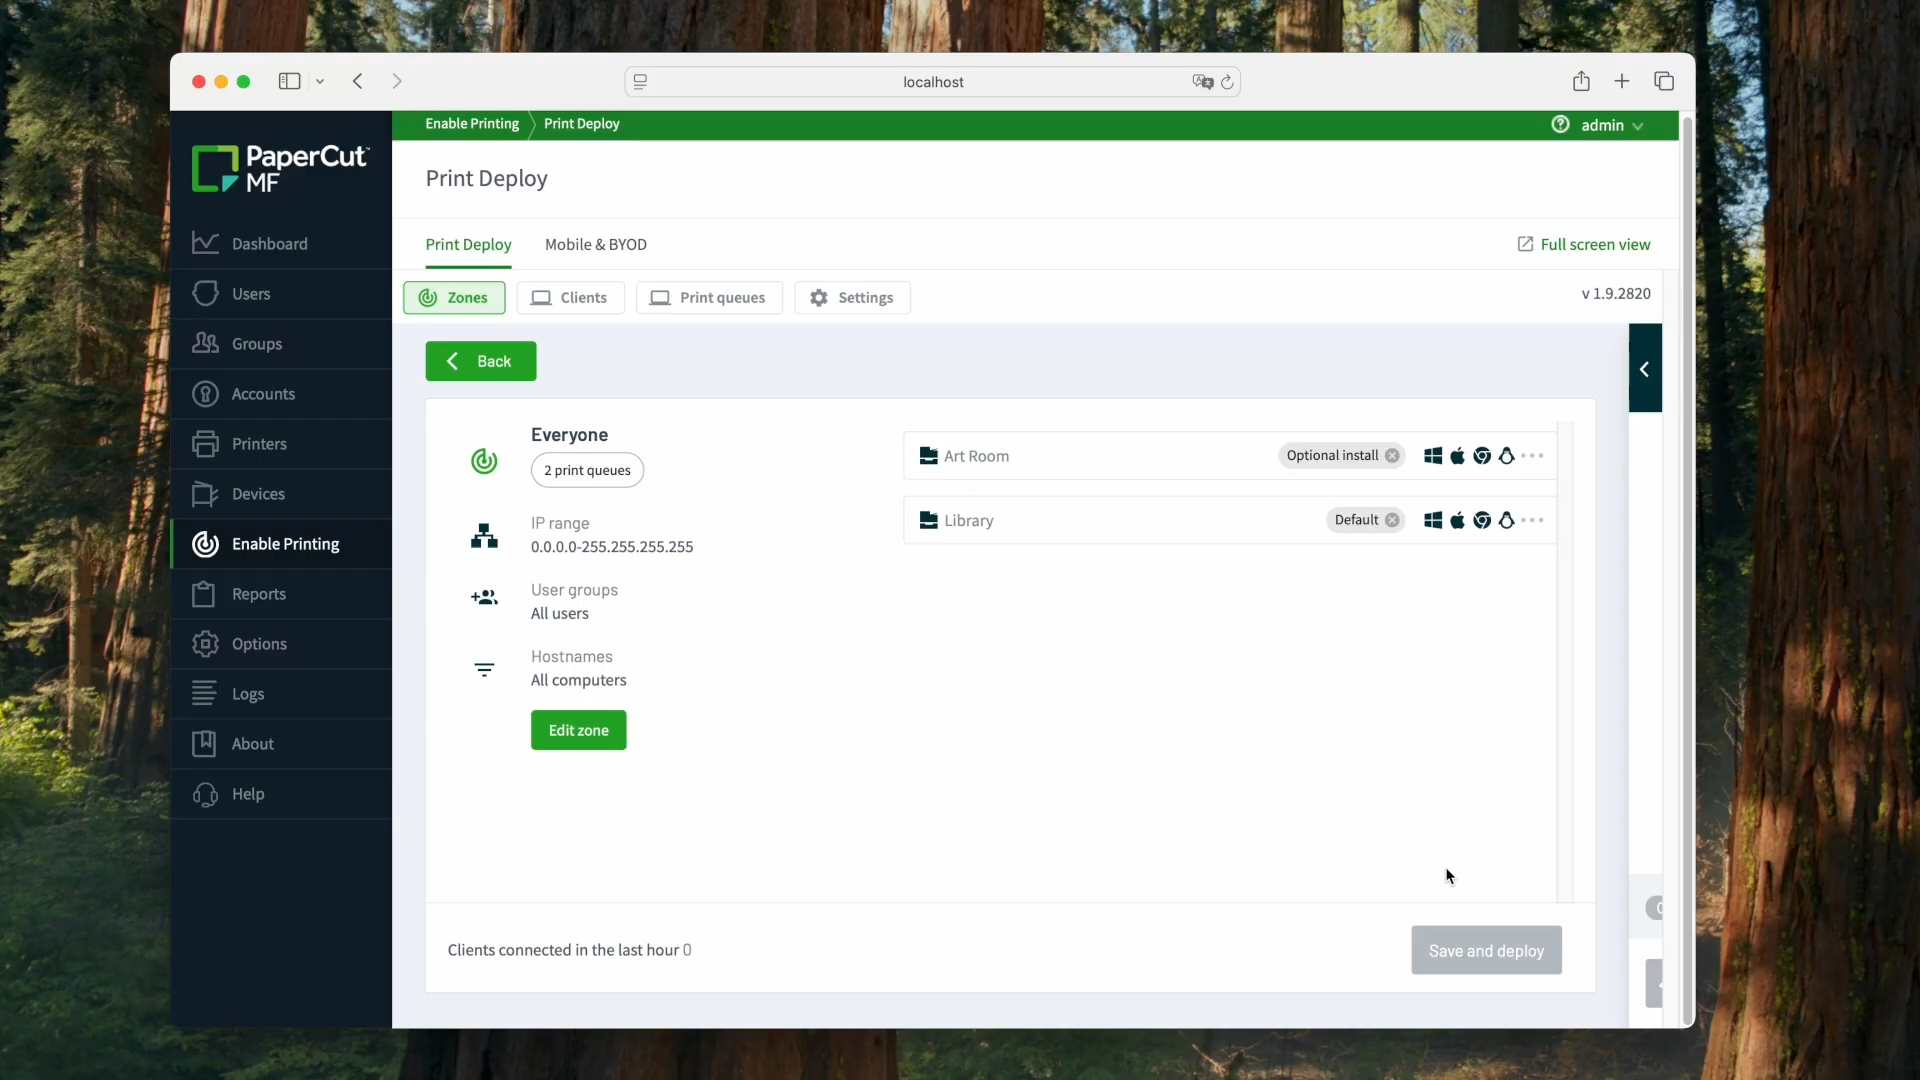 localhost
Enable Printing
Print Deploy
admin
PaperCut™
MF
Dashboard
Users
Groups
Accounts
Printers
Devices
Enable Printing
Reports
Options
Logs
About
Help
Print Deploy
Print Deploy
Mobile & BYOD
Full screen view
Zones
Clients
Print queues
Settings
v 1.9.2820
Back
Everyone
2 print queues
IP range
0.0.0.0-255.255.255.255
User groups
All users
Hostnames
All computers
Edit zone
Art Room
Optional install
Library
Default
Clients connected in the last hour 0
Save and deploy